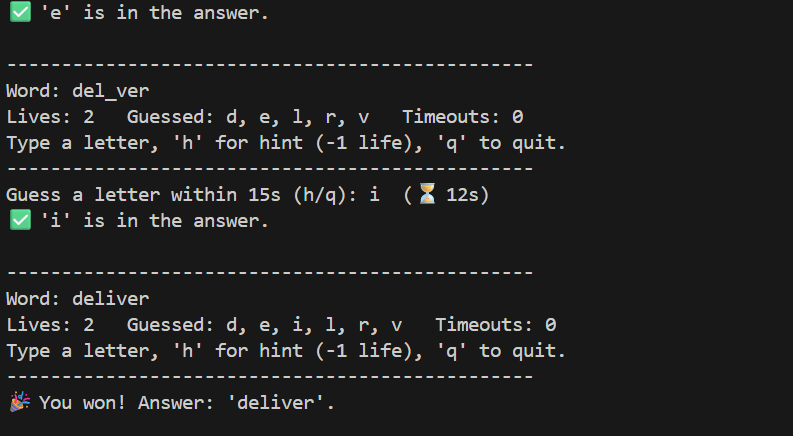 ✅ 'e' is in the answer.
------------------------------------------------
Word: del_ver
Lives: 2   Guessed: d, e, l, r, v   Timeouts: 0
Type a letter, 'h' for hint (-1 life), 'q' to quit.
------------------------------------------------
Guess a letter within 15s (h/q): i  (⏳ 12s)
✅ 'i' is in the answer.
------------------------------------------------
Word: deliver
Lives: 2   Guessed: d, e, i, l, r, v   Timeouts: 0
Type a letter, 'h' for hint (-1 life), 'q' to quit.
------------------------------------------------
🎉 You won! Answer: 'deliver'.